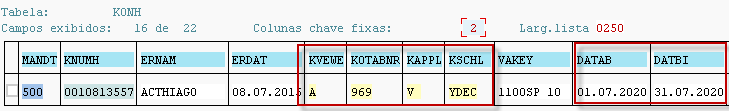 Tabela: KONH
Campos exibidos: 16 de 22 Colunas chave fixas: [ 2 ] Larg.lista 0250
MANDT KNUMH ERNAM ERDAT KVEWE KOTABNR KAPPL KSCHL VAKEY DATAB DATBI
500 0010813557 ACTHIAGO 08.07.2015 A 969 V YDEC 1100SP 10 01.07.2020 31.07.2020